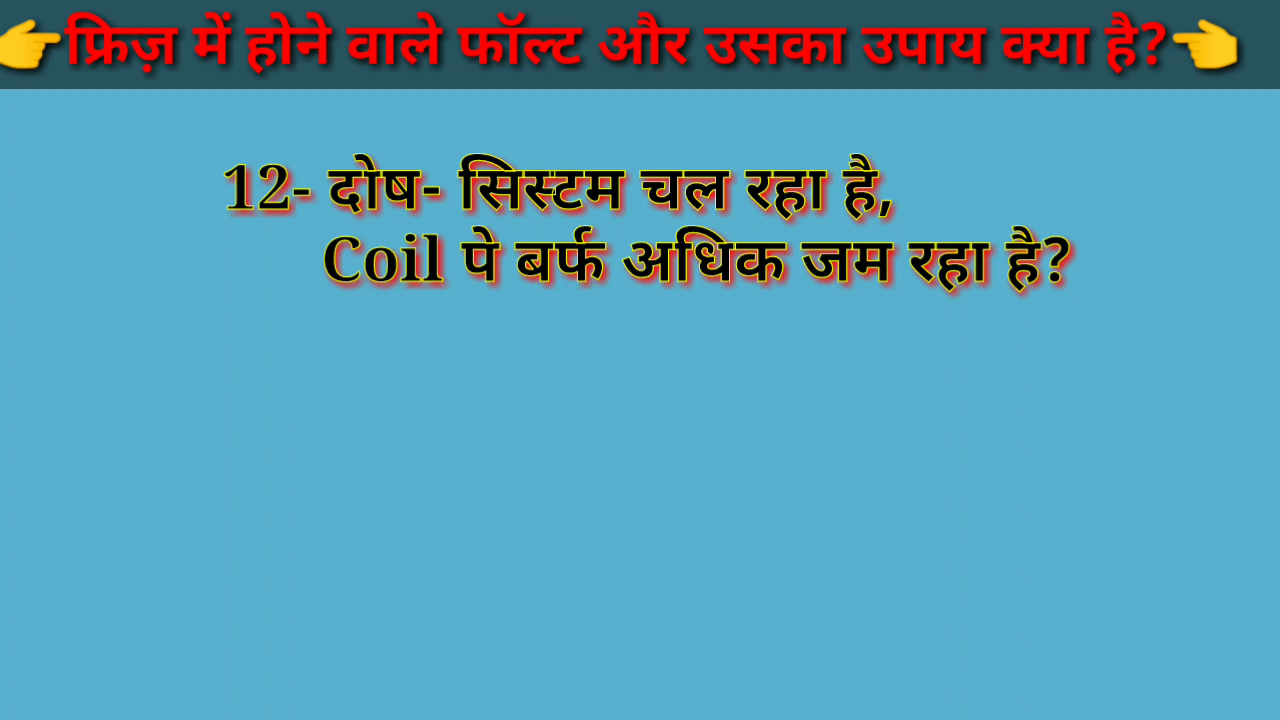 👉फ्रिज़ में होने वाले फॉल्ट और उसका उपाय क्या है?👈
12- दोष- सिस्टम चल रहा है,
Coil पे बर्फ अधिक जम रहा है?